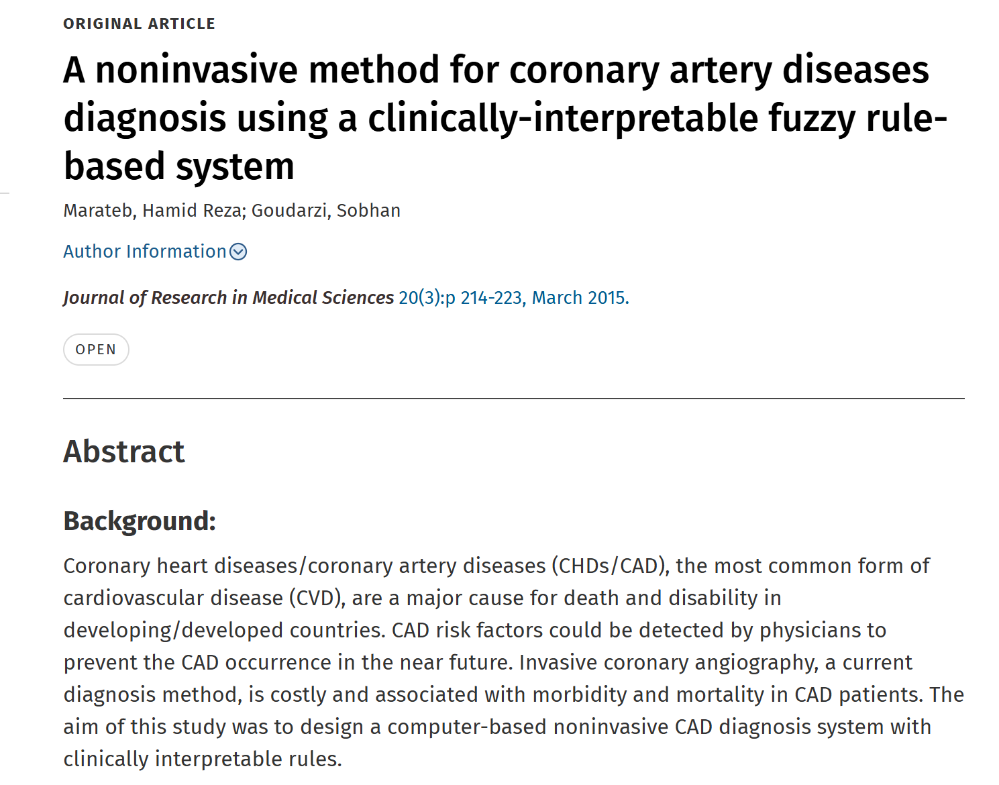 ORIGINAL ARTICLE
A noninvasive method for coronary artery diseases
diagnosis using a clinically-interpretable fuzzy rule-
based system
Marateb, Hamid Reza; Goudarzi, Sobhan
Author Information
Journal of Research in Medical Sciences 20(3):p 214-223, March 2015.
OPEN
Abstract
Background:
Coronary heart diseases/coronary artery diseases (CHDs/CAD), the most common form of
cardiovascular disease (CVD), are a major cause for death and disability in
developing/developed countries. CAD risk factors could be detected by physicians to
prevent the CAD occurrence in the near future. Invasive coronary angiography, a current
diagnosis method, is costly and associated with morbidity and mortality in CAD patients. The
aim of this study was to design a computer-based noninvasive CAD diagnosis system with
clinically interpretable rules.